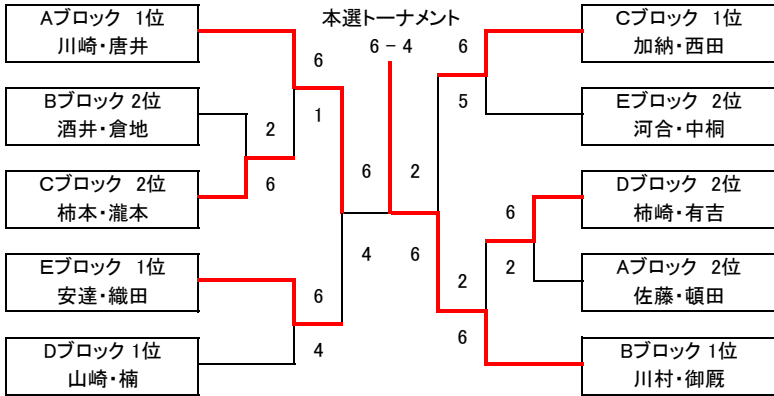 本選トーナメント
6 - 4
Aブロック 1位
川崎・唐井
Bブロック 2位
酒井・倉地
Cブロック 2位
柿本・瀧本
Eブロック 1位
安達・織田
Dブロック 1位
山崎・楠
6
1
2
6
6
4
6
4
Cブロック 1位
加納・西田
Eブロック 2位
河合・中桐
Dブロック 2位
柿崎・有吉
Aブロック 2位
佐藤・頓田
Bブロック 1位
川村・御厩
6
5
6
2
2
6
2
6